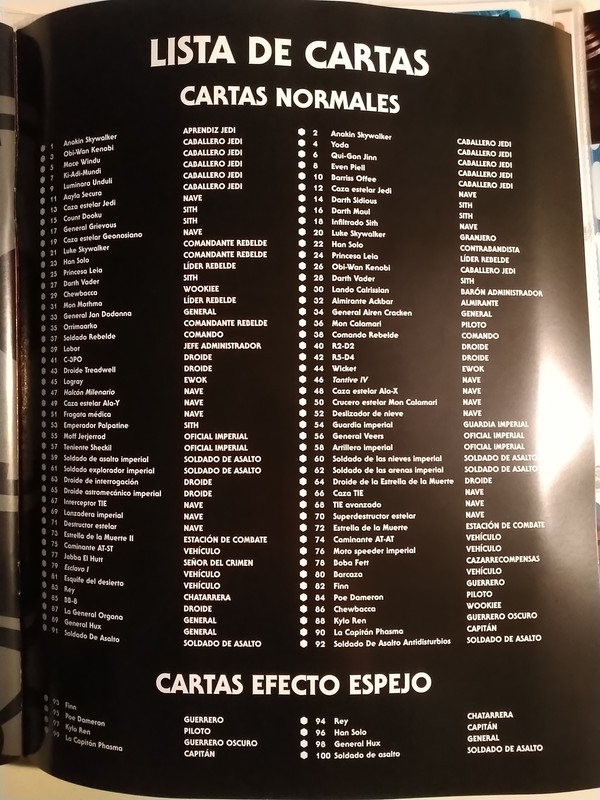 LISTA DE CARTAS
CARTAS NORMALES
1 Anakin Skywalker APRENDIZ JEDI
3 Obi-Wan Kenobi CABALLERO JEDI
5 Mace Windu CABALLERO JEDI
7 Ki-Adi-Mundi CABALLERO JEDI
9 Luminara Unduli CABALLERO JEDI
11 Aayla Secura CABALLERO JEDI
13 Caza estelar Jedi NAVE
15 Count Dooku SITH
17 General Grievous SITH
19 Caza estelar Geonosiano NAVE
21 Luke Skywalker COMANDANTE REBELDE
23 Han Solo COMANDANTE REBELDE
25 Princesa Leia LÍDER REBELDE
27 Darth Vader SITH
29 Chewbacca WOOKIEE
31 Mon Mothma LÍDER REBELDE
33 General Jan Dodonna GENERAL
35 Orrimaarko COMANDANTE REBELDE
37 Soldado Rebelde COMANDO
39 Lobot JEFE ADMINISTRADOR
41 C-3PO DROIDE
43 Droide Treadwell DROIDE
45 Logray EWOK
47 Halcón Milenario NAVE
49 Caza estelar Ala-Y NAVE
51 Fragata médica NAVE
53 Emperador Palpatine SITH
55 Moff Jerjerrod OFICIAL IMPERIAL
57 Teniente Sheckil OFICIAL IMPERIAL
59 Soldado de asalto imperial SOLDADO DE ASALTO
61 Soldado explorador imperial SOLDADO DE ASALTO
63 Droide de interrogación DROIDE
65 Droide astromecánico imperial DROIDE
67 Interceptor TIE NAVE
69 Lanzadera imperial NAVE
71 Destructor estelar NAVE
73 Estrella de la Muerte II ESTACIÓN DE COMBATE
75 Caminante AT-ST VEHÍCULO
77 Jabba El Hutt SEÑOR DEL CRIMEN
79 Esclavo I VEHÍCULO
81 Esquife del desierto VEHÍCULO
83 Rey CHATARRERA
85 BB-8 DROIDE
87 La General Organa GENERAL
89 General Hux GENERAL
91 Soldado De Asalto SOLDADO DE ASALTO
2 Anakin Skywalker CABALLERO JEDI
4 Yoda CABALLERO JEDI
6 Qui-Gon Jinn CABALLERO JEDI
8 Even Piell CABALLERO JEDI
10 Barriss Offee CABALLERO JEDI
12 Caza estelar Jedi NAVE
14 Darth Sidious SITH
16 Darth Maul SITH
18 Infiltrado Sith NAVE
20 Luke Skywalker GRANJERO
22 Han Solo CONTRABANDISTA
24 Princesa Leia LÍDER REBELDE
26 Obi-Wan Kenobi CABALLERO JEDI
28 Darth Vader SITH
30 Lando Calrissian BARÓN ADMINISTRADOR
32 Almirante Ackbar ALMIRANTE
34 General Airen Cracken GENERAL
36 Mon Calamari PILOTO
38 Comando Rebelde COMANDO
40 R2-D2 DROIDE
42 R5-D4 DROIDE
44 Wicket EWOK
46 Tantive IV NAVE
48 Caza estelar Ala-X NAVE
50 Crucero estelar Mon Calamari NAVE
52 Deslizador de nieve NAVE
54 Guardia imperial GUARDIA IMPERIAL
56 General Veers OFICIAL IMPERIAL
58 Artillero imperial OFICIAL IMPERIAL
60 Soldado de las nieves imperial SOLDADO DE ASALTO
62 Soldado de las arenas imperial SOLDADO DE ASALTO
64 Droide de la Estrella de la Muerte DROIDE
66 Caza TIE NAVE
68 TIE avanzado NAVE
70 Superdestructor estelar NAVE
72 Estrella de la Muerte ESTACIÓN DE COMBATE
74 Caminante AT-AT VEHÍCULO
76 Moto speeder imperial VEHÍCULO
78 Boba Fett CAZARRECOMPENSAS
80 Barcaza VEHÍCULO
82 Finn GUERRERO
84 Poe Dameron PILOTO
86 Chewbacca WOOKIEE
88 Kylo Ren GUERRERO OSCURO
90 La Capitán Phasma CAPITÁN
92 Soldado De Asalto Antidisturbios SOLDADO DE ASALTO
CARTAS EFECTO ESPEJO
93 Finn GUERRERO
95 Poe Dameron PILOTO
97 Kylo Ren GUERRERO OSCURO
99 La Capitán Phasma CAPITÁN
94 Rey CHATARRERA
96 Han Solo CAPITÁN
98 General Hux GENERAL
100 Soldado de asalto SOLDADO DE ASALTO